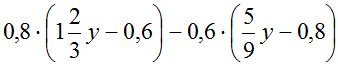 0,8 · (1 2/3 y − 0,6) − 0,6 · (5/9 y − 0,8)